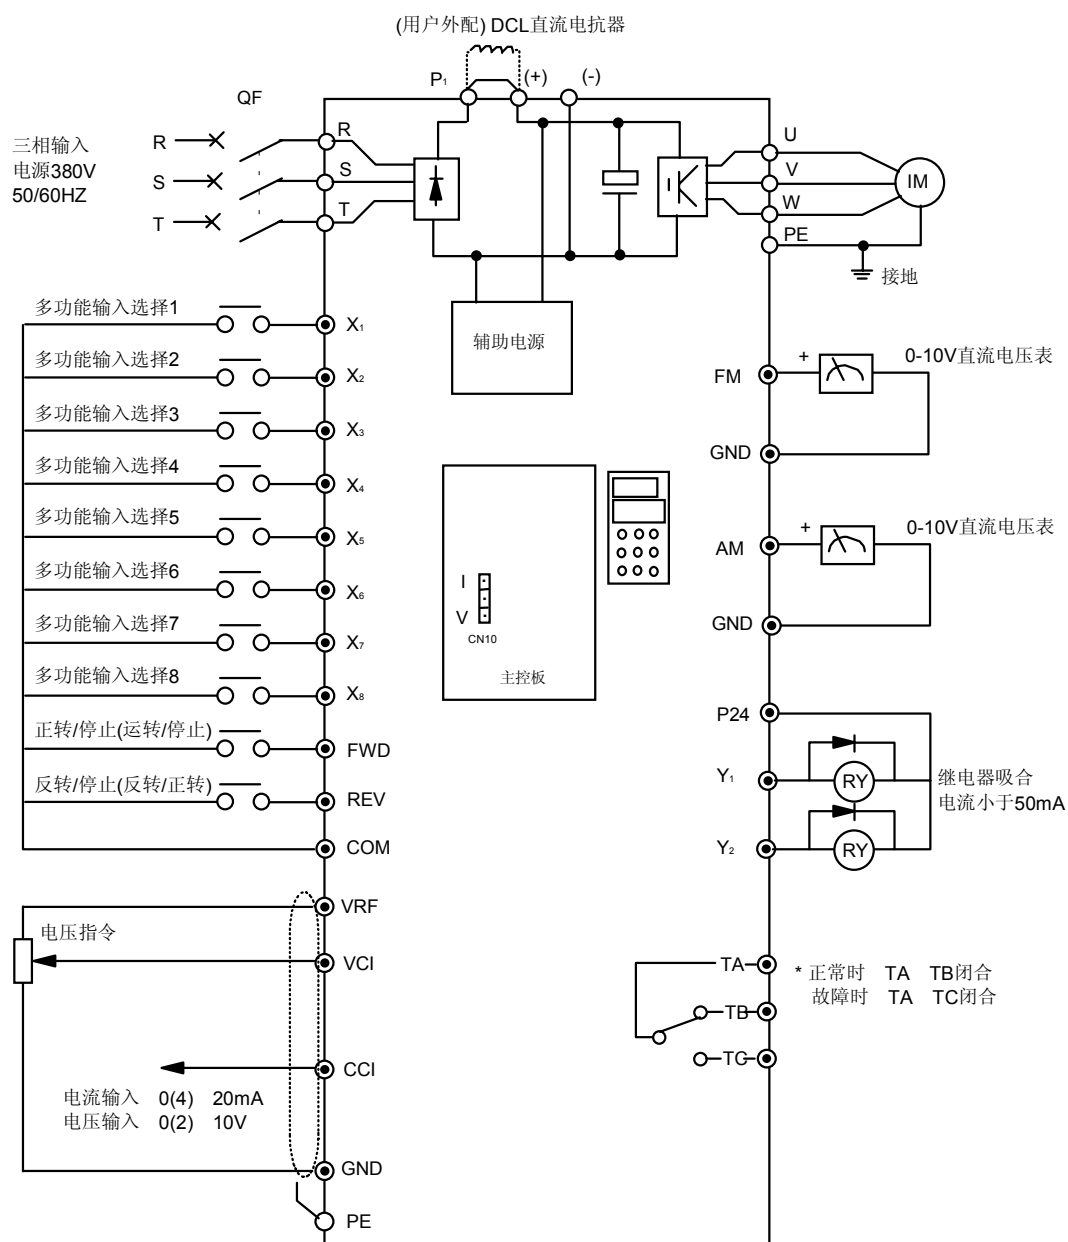 (用户外配) DCL直流电抗器
P1
(+)
(-)
QF
三相输入
电源380V
50/60HZ
R
S
T
R
S
T
U
V
W
PE
IM
接地
辅助电源
多功能输入选择1
X1
多功能输入选择2
X2
多功能输入选择3
X3
多功能输入选择4
X4
多功能输入选择5
X5
多功能输入选择6
X6
多功能输入选择7
X7
多功能输入选择8
X8
正转/停止(运转/停止)
FWD
反转/停止(反转/正转)
REV
COM
I
V
CN10
主控板
FM
+
0-10V直流电压表
GND
AM
+
0-10V直流电压表
GND
P24
Y1
RY
继电器吸合
电流小于50mA
Y2
RY
VRF
电压指令
VCI
CCI
电流输入 0(4) 20mA
电压输入 0(2) 10V
GND
PE
TA
TB
TC
* 正常时 TA TB闭合
故障时 TA TC闭合